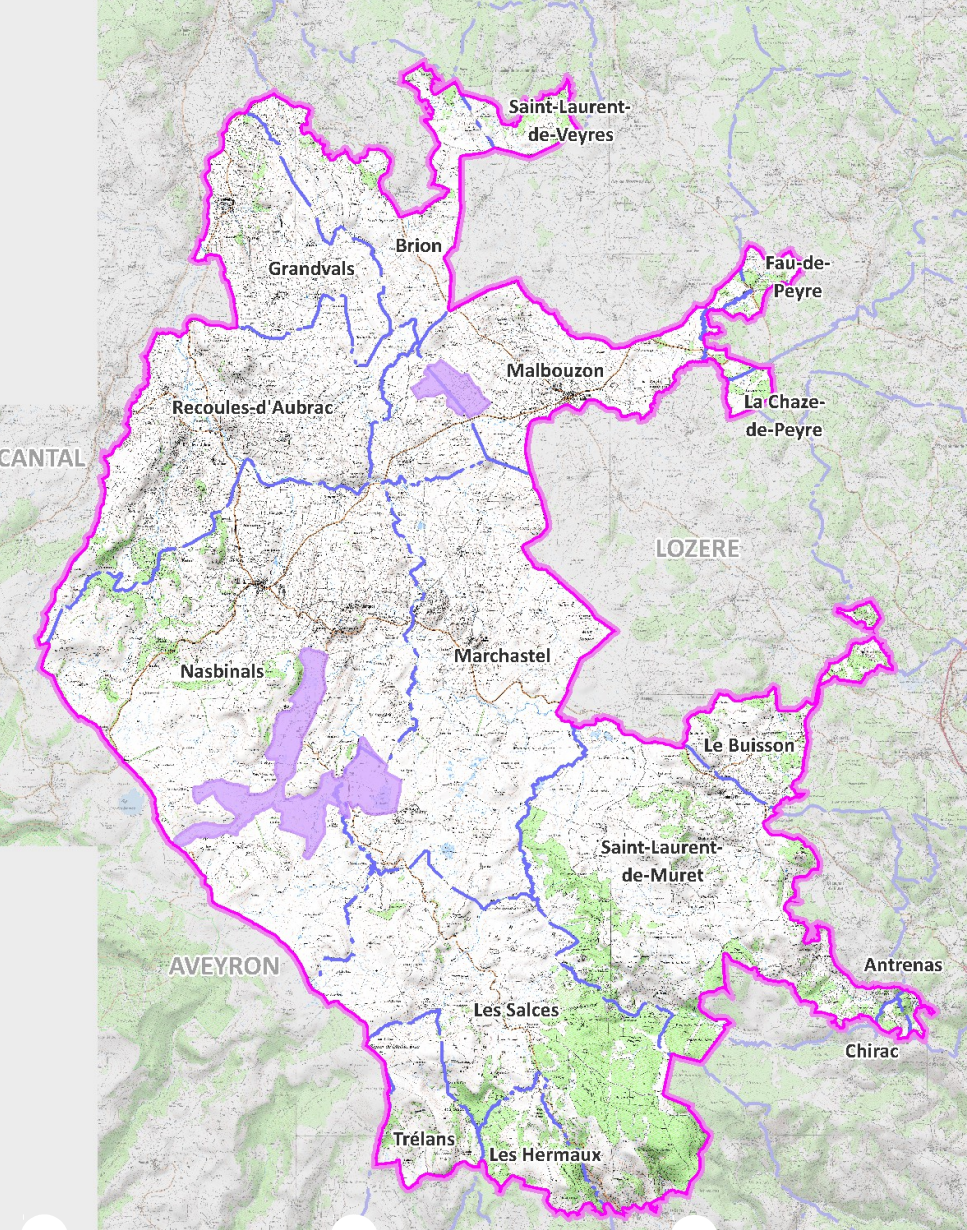 Saint-Laurent-
de-Veyres
Brion
Grandvals
Fau-de-
Peyre
Malbouzon
Recoules-d'Aubrac
La Chaze-
de-Peyre
CANTAL
LOZERE
Marchastel
Nasbinals
Le Buisson
Saint-Laurent-
de-Muret
AVEYRON
Antrenas
Les Salces
Chirac
Trélans
Les Hermaux